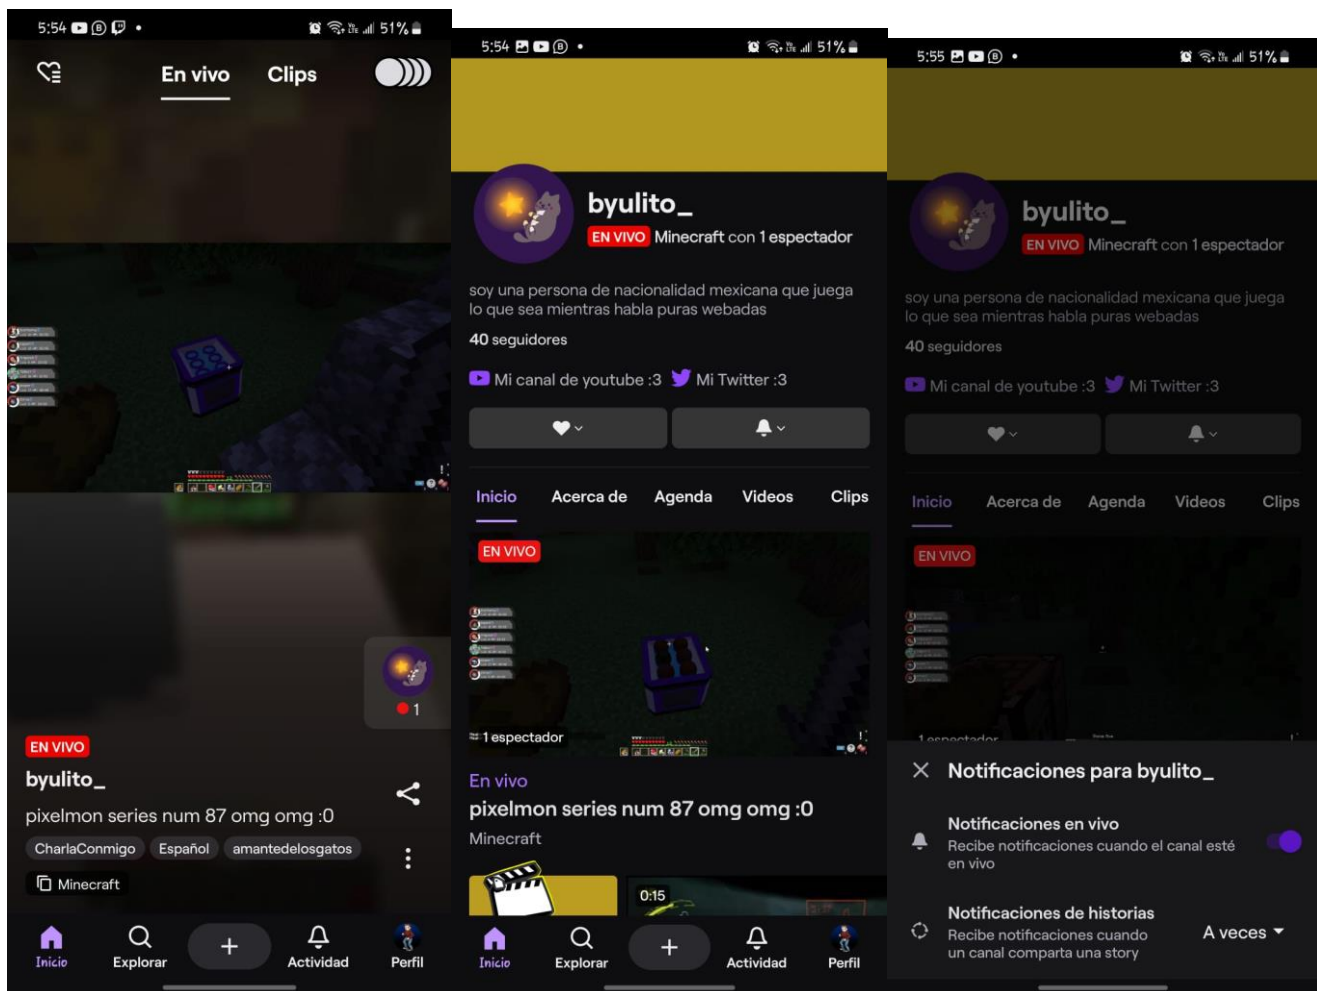 5:54
51%
En vivo
Clips
1
EN VIVO
byulito_
pixelmon series num 87 omg omg :0
CharlaConmigo
Español
amantedelosgatos
Minecraft
Inicio
Explorar
Actividad
Perfil
5:54
51%
byulito_
EN VIVO Minecraft con 1 espectador
soy una persona de nacionalidad mexicana que juega
lo que sea mientras habla puras webadas
40 seguidores
Mi canal de youtube :3 Mi Twitter :3
Inicio
Acerca de
Agenda
Videos
Clips
EN VIVO
1 espectador
En vivo
pixelmon series num 87 omg omg :0
Minecraft
0:15
Inicio
Explorar
Actividad
Perfil
5:55
51%
byulito_
EN VIVO Minecraft con 1 espectador
soy una persona de nacionalidad mexicana que juega
lo que sea mientras habla puras webadas
40 seguidores
Mi canal de youtube :3 Mi Twitter :3
Inicio
Acerca de
Agenda
Videos
Clips
EN VIVO
1 espectador
Notificaciones para byulito_
Notificaciones en vivo
Recibe notificaciones cuando el canal esté
en vivo
Notificaciones de historias
Recibe notificaciones cuando
un canal comparta una story
A veces